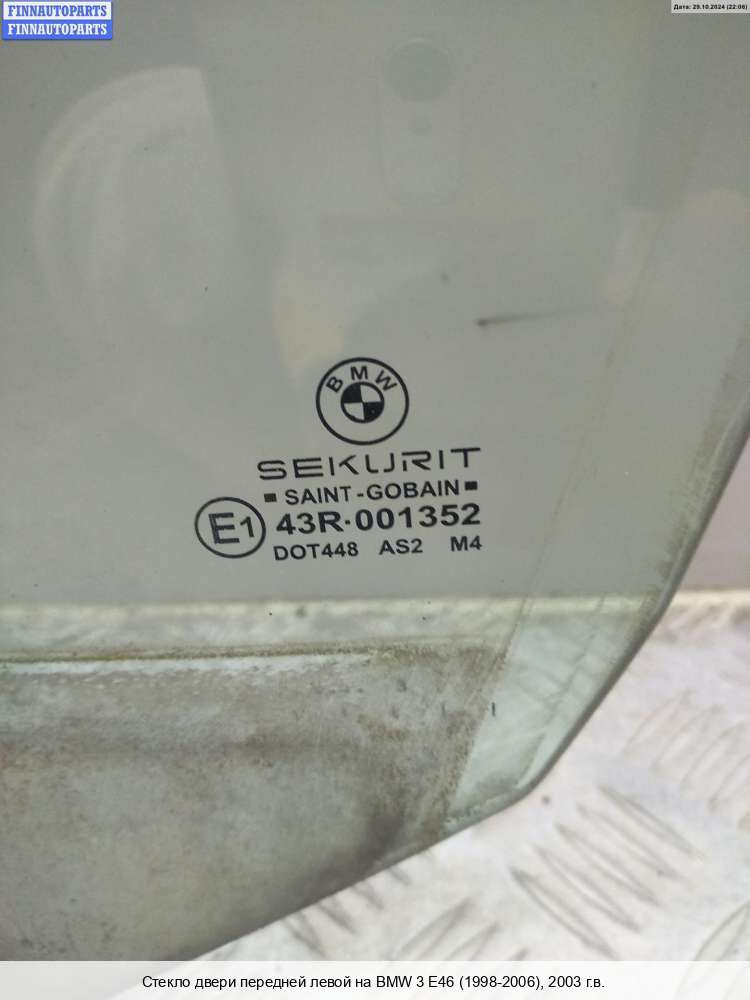 FINNAUTOPARTS
FINNAUTOPARTS
Дата: 29.10.2024 (22:06)
BMW
SEKURIT
SAINT-GOBAIN
E1 43R-001352
DOT448 AS2 M4
Стекло двери передней левой на BMW 3 E46 (1998-2006), 2003 г.в.